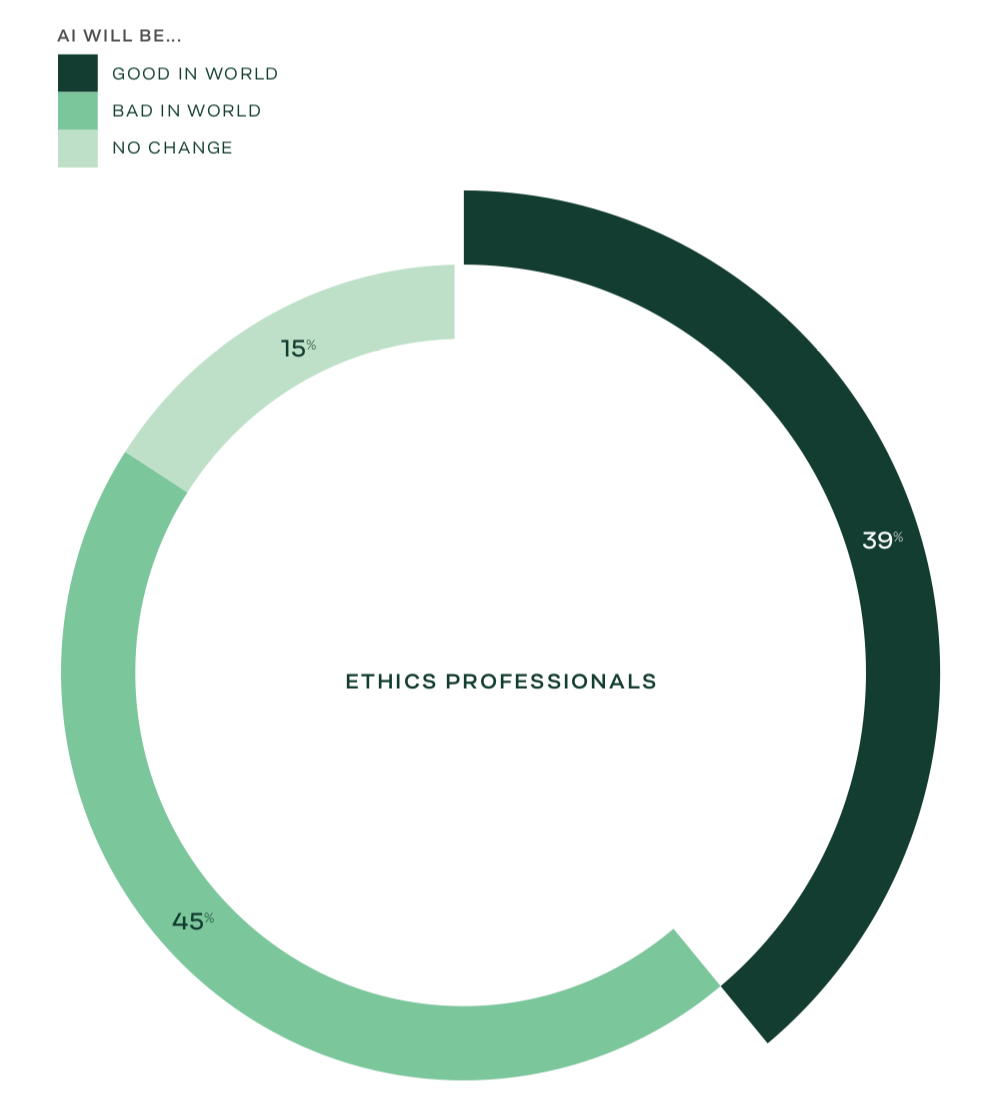 AI WILL BE...
GOOD IN WORLD
BAD IN WORLD
NO CHANGE
15%
39%
ETHICS PROFESSIONALS
45%